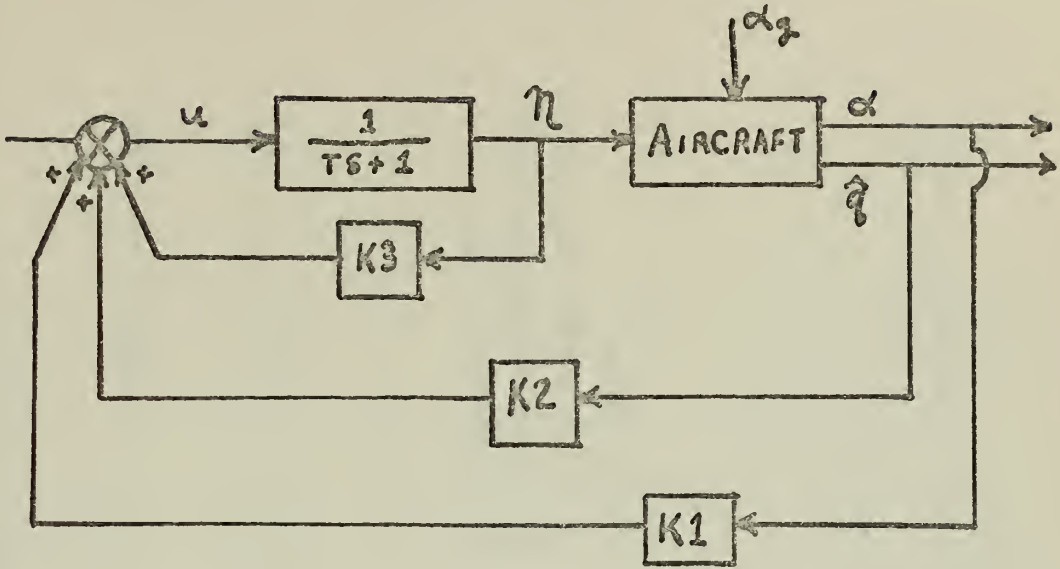 α_g
u
1
TS+1
η
AIRCRAFT
α
q̂
+
+
+
K3
K2
K1